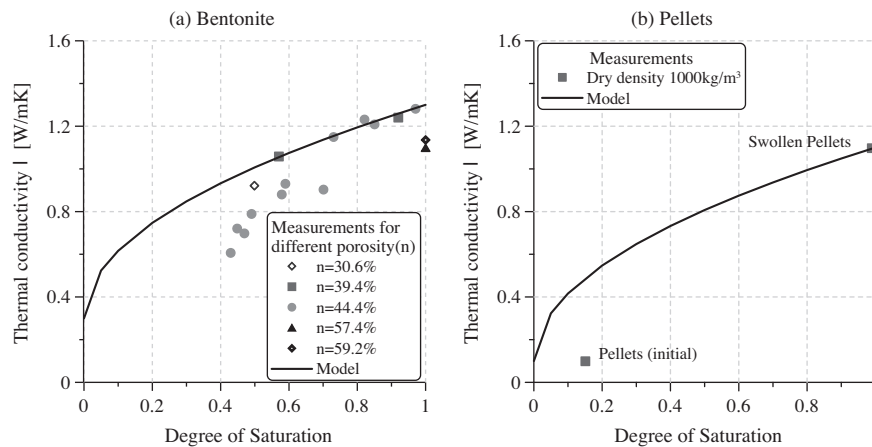 (a) Bentonite
1.6
1.2
0.8
0.4
0
Thermal conductivity l [W/mK]
Measurements for
different porosity(n)
n=30.6%
n=39.4%
n=44.4%
n=57.4%
n=59.2%
Model
0 0.2 0.4 0.6 0.8 1
Degree of Saturation
(b) Pellets
1.6
1.2
0.8
0.4
0
Thermal conductivity l [W/mK]
Measurements
Dry density 1000kg/m³
Model
Swollen Pellets
Pellets (initial)
0 0.2 0.4 0.6 0.8
Degree of Saturation